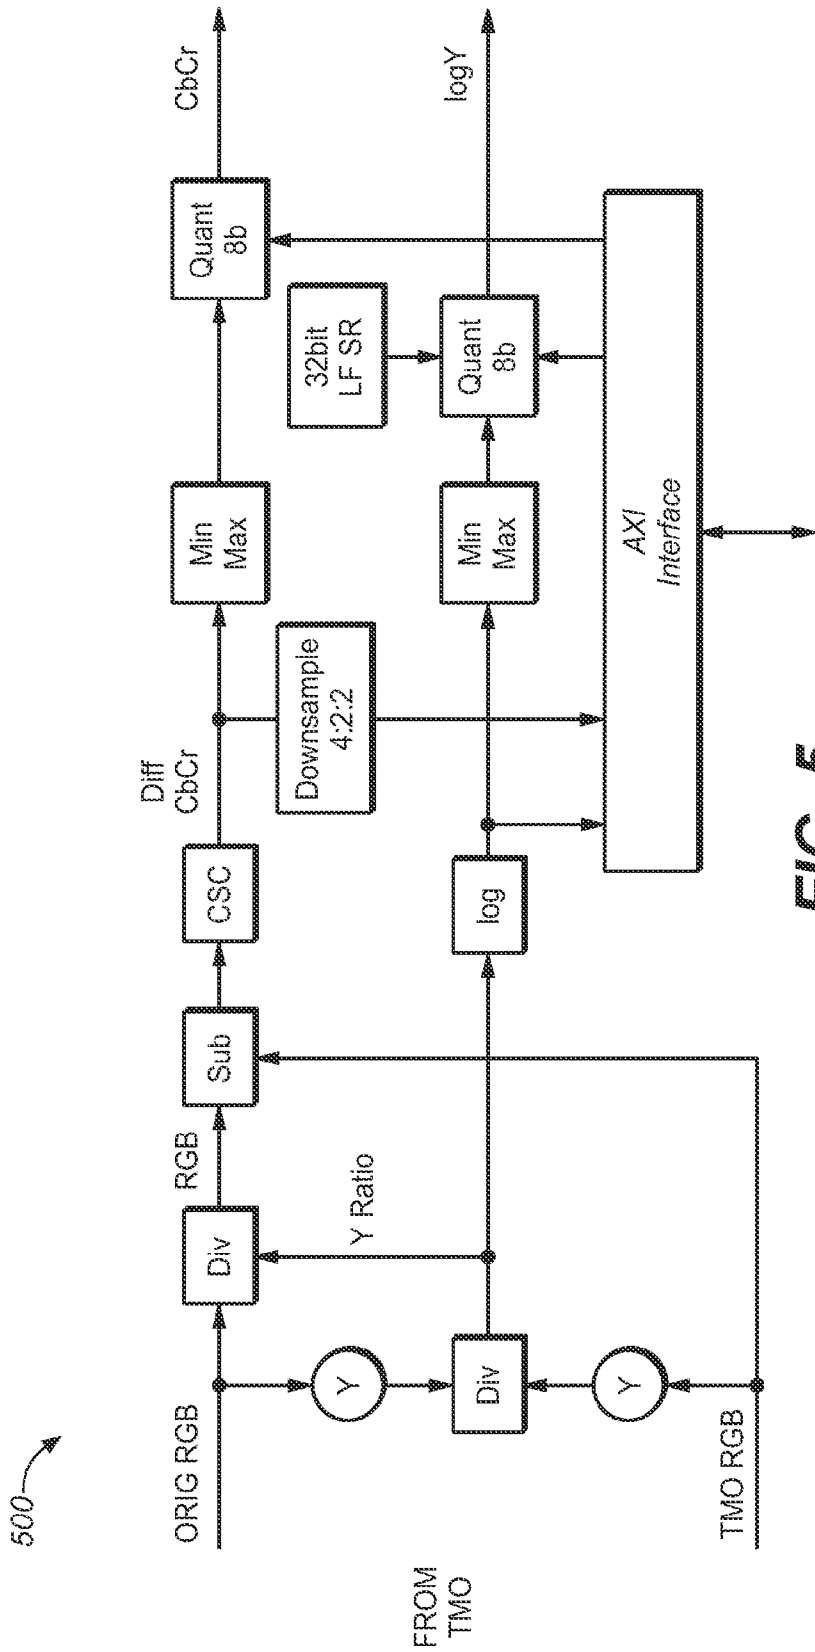 500
FROM
TMO
ORIG RGB
TMO RGB
Y
Y
Div
Div
Y Ratio
RGB
Sub
CSC
log
Diff
CbCr
Downsample
4:2:2
Min
Max
Min
Max
32bit
LF SR
Quant
8b
Quant
8b
AXI
Interface
CbCr
logY
FIG. 5